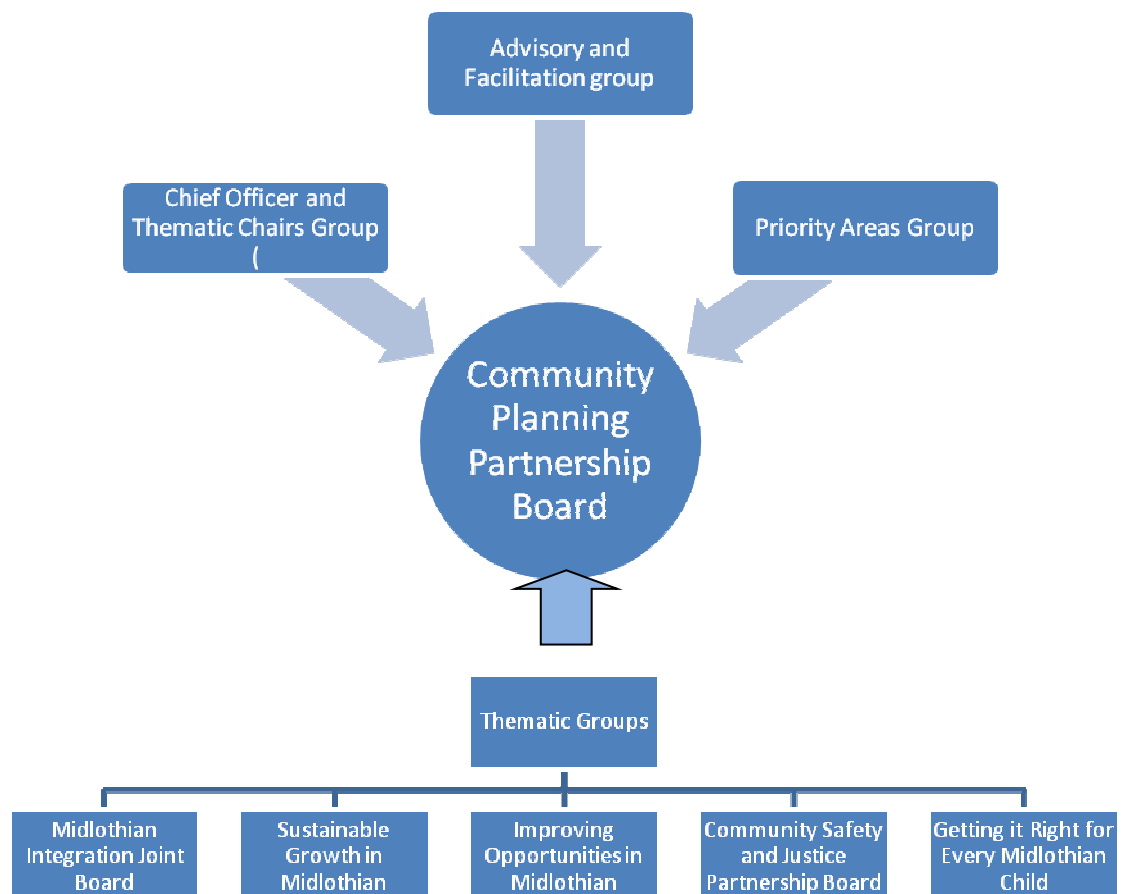 Advisory and
Facilitation group
Chief Officer and
Thematic Chairs Group
(
Priority Areas Group
Community
Planning
Partnership
Board
Thematic Groups
Midlothian
Integration Joint
Board
Sustainable
Growth in
Midlothian
Improving
Opportunities in
Midlothian
Community Safety
and Justice
Partnership Board
Getting it Right for
Every Midlothian
Child